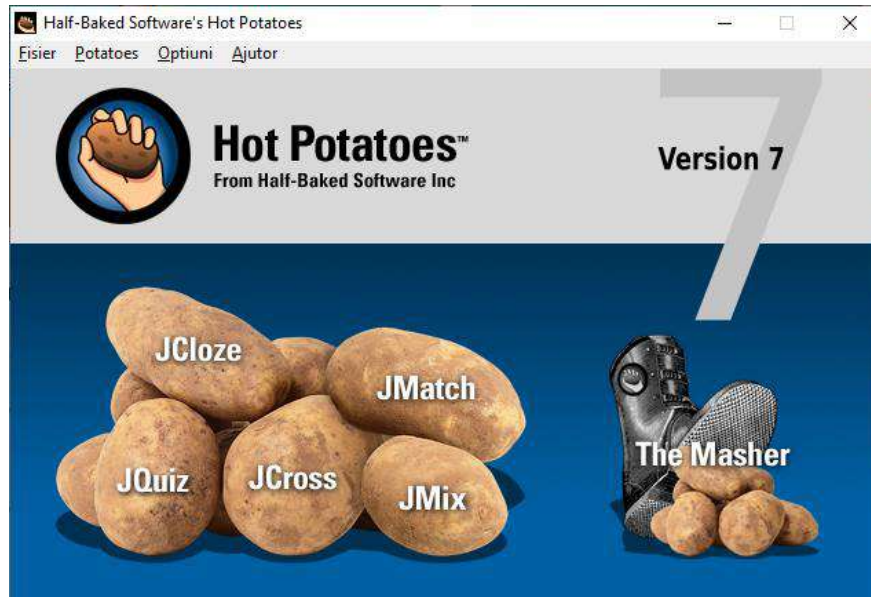 Half-Baked Software's Hot Potatoes
Fisier Potatoes Optiuni Ajutor
7
Hot Potatoes™
From Half-Baked Software Inc
Version 7
JCloze
JMatch
JQuiz
JCross
JMix
The Masher